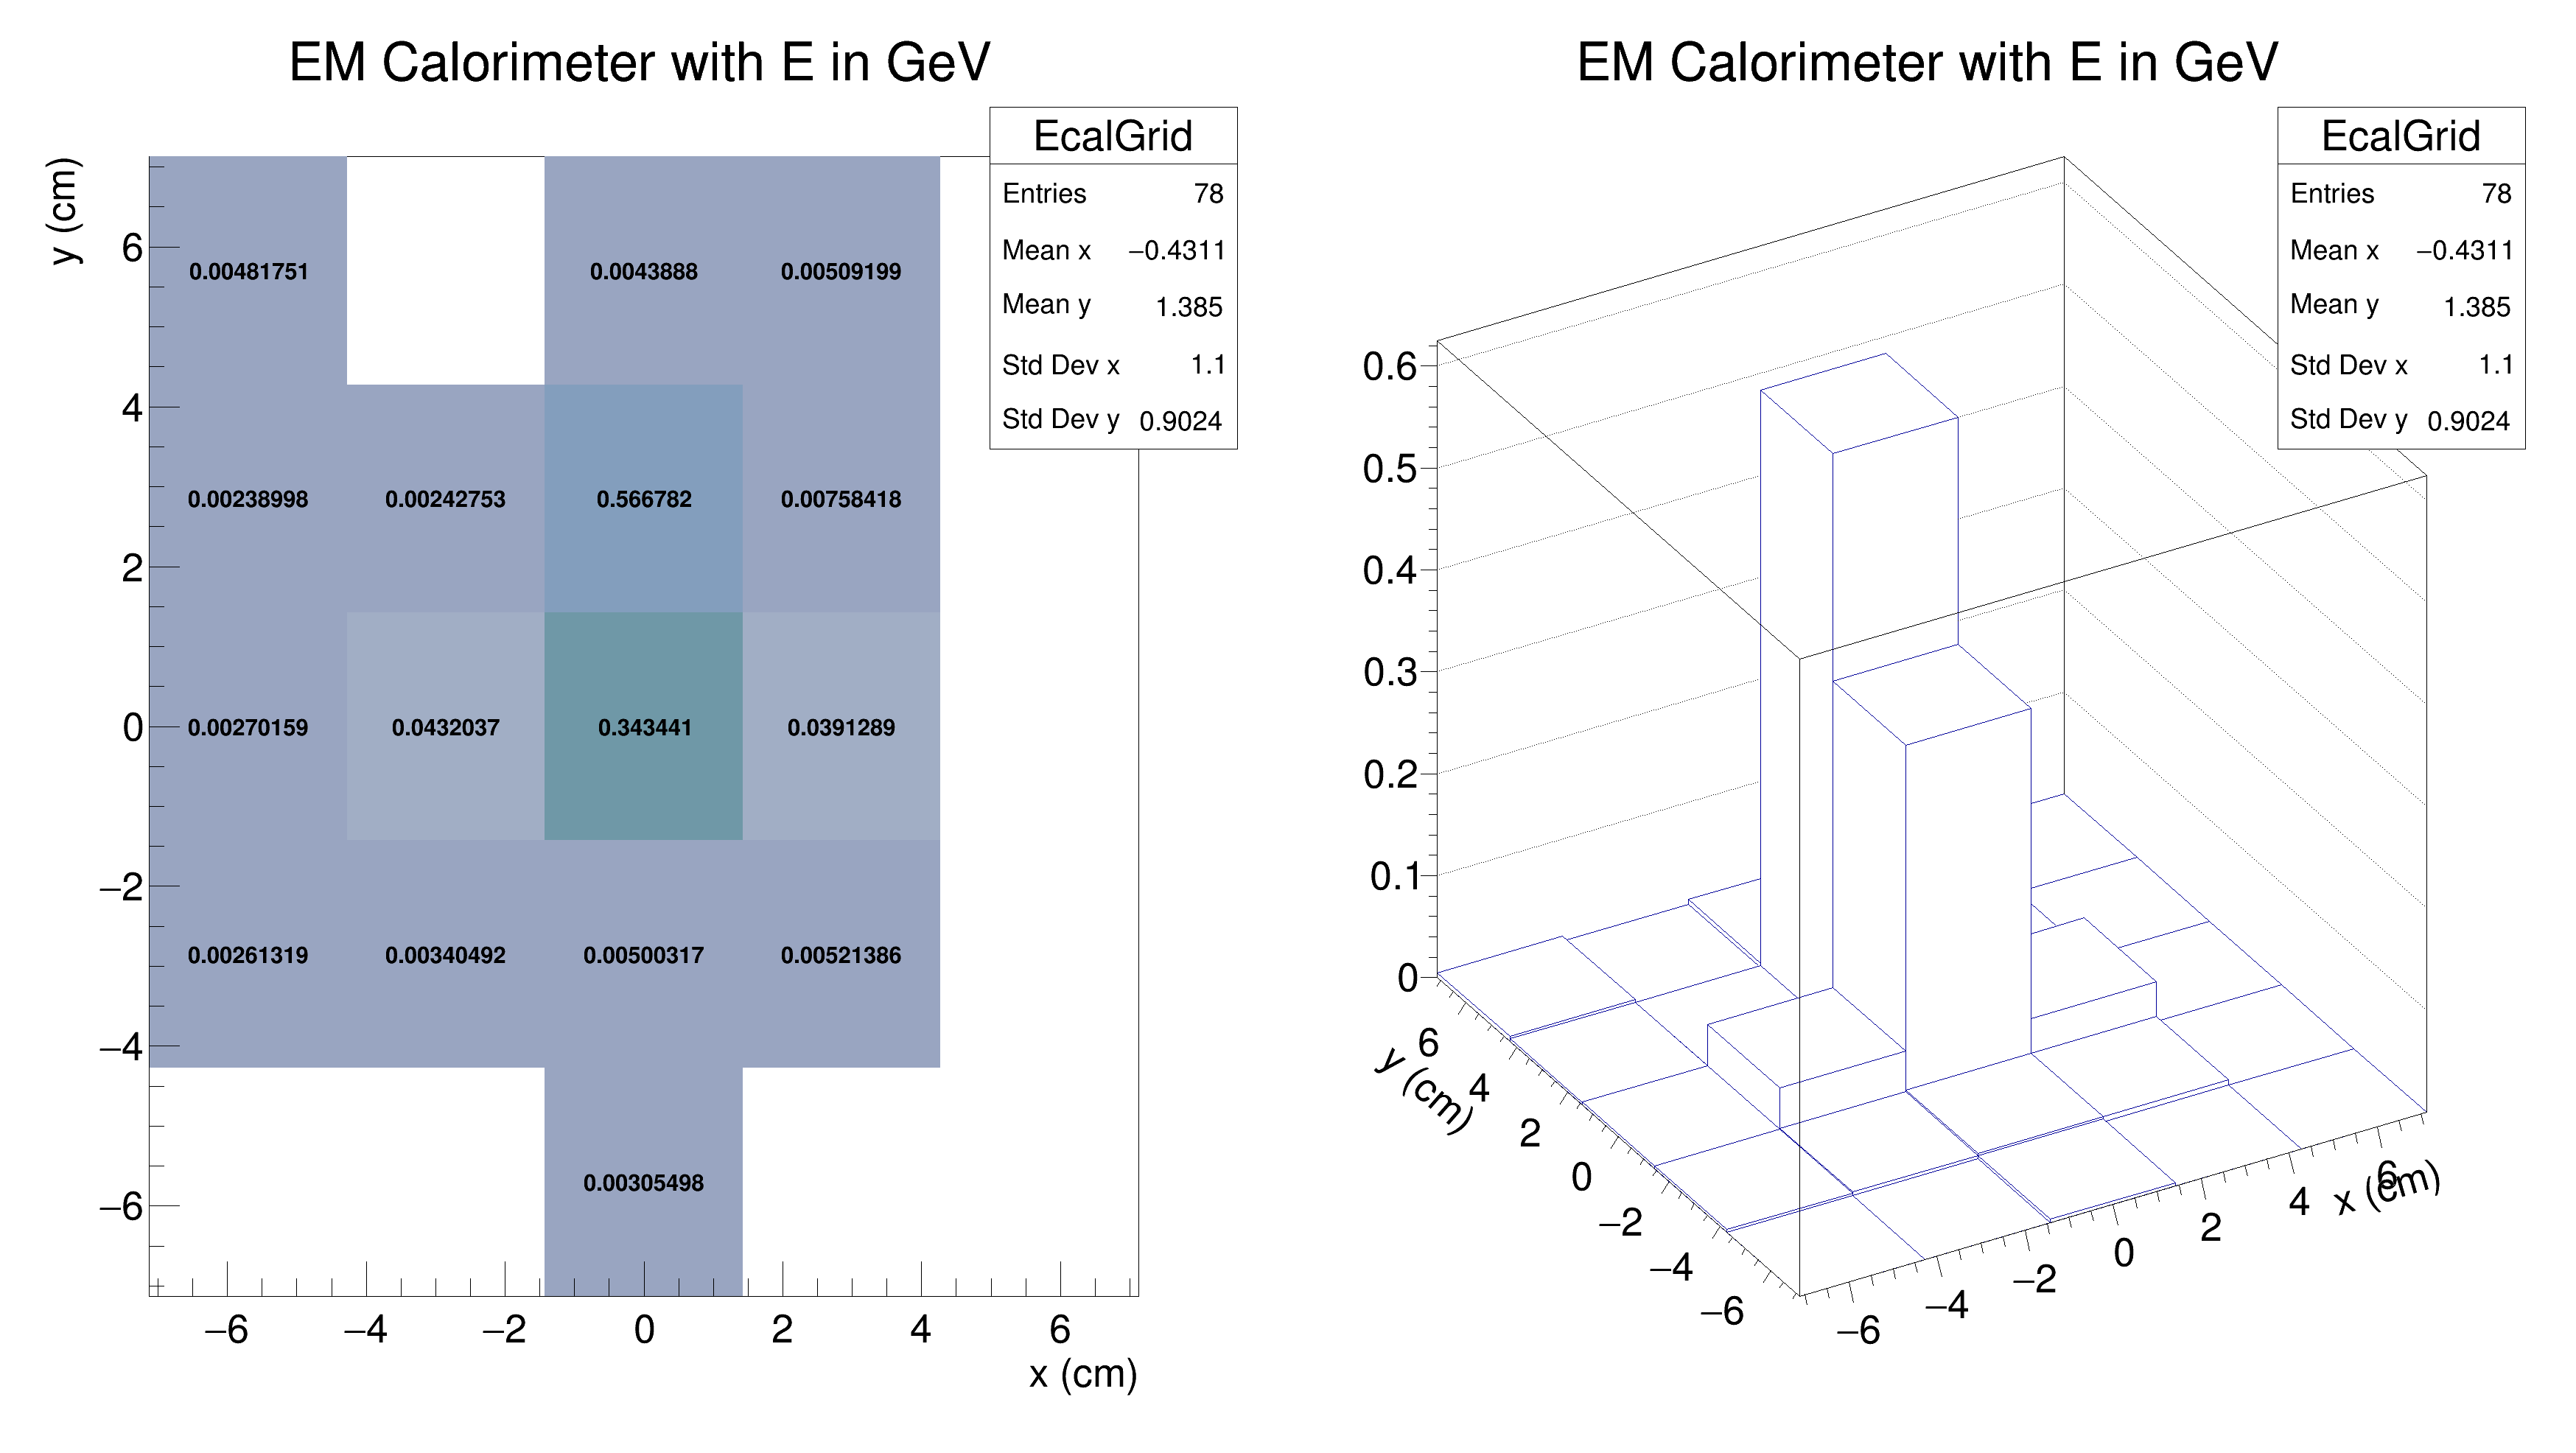 EM Calorimeter with E in GeV
EcalGrid
Entries 78
Mean x −0.4311
Mean y 1.385
Std Dev x 1.1
Std Dev y 0.9024
y (cm)
6
4
2
0
−2
−4
−6
0.00481751 0.0043888 0.00509199
0.00238998 0.00242753 0.566782 0.00758418
0.00270159 0.0432037 0.343441 0.0391289
0.00261319 0.00340492 0.00500317 0.00521386
0.00305498
−6 −4 −2 0 2 4 6
x (cm)
EM Calorimeter with E in GeV
EcalGrid
Entries 78
Mean x −0.4311
Mean y 1.385
Std Dev x 1.1
Std Dev y 0.9024
0.6
0.5
0.4
0.3
0.2
0.1
0
y (cm)
6
4
2
0
−2
−4
−6
−6 −4 −2 0 2 4 6
x (cm)